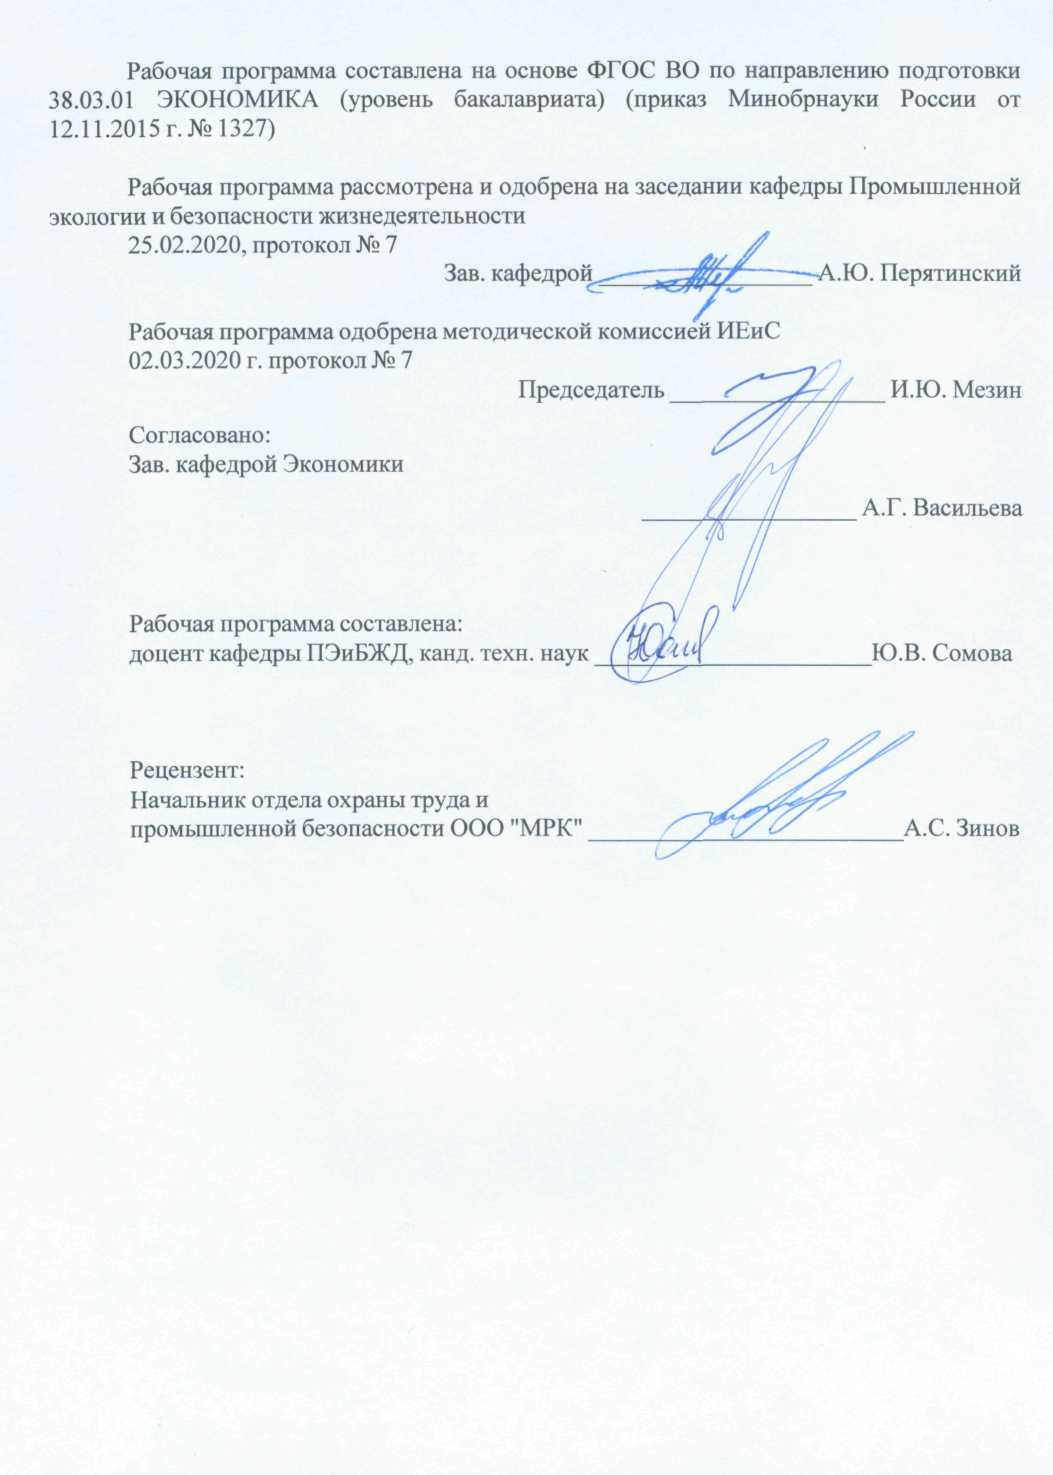 Рабочая программа составлена на основе ФГОС ВО по направлению подготовки
38.03.01 ЭКОНОМИКА (уровень бакалавриата) (приказ Минобрнауки России от
12.11.2015 г. № 1327)
Рабочая программа рассмотрена и одобрена на заседании кафедры Промышленной
экологии и безопасности жизнедеятельности
25.02.2020, протокол № 7
Зав. кафедрой А.Ю. Перятинский
Рабочая программа одобрена методической комиссией ИЕиС
02.03.2020 г. протокол № 7
Председатель И.Ю. Мезин
Согласовано:
Зав. кафедрой Экономики
А.Г. Васильева
Рабочая программа составлена:
доцент кафедры ПЭиБЖД, канд. техн. наук Ю.В. Сомова
Рецензент:
Начальник отдела охраны труда и
промышленной безопасности ООО "МРК" А.С. Зинов